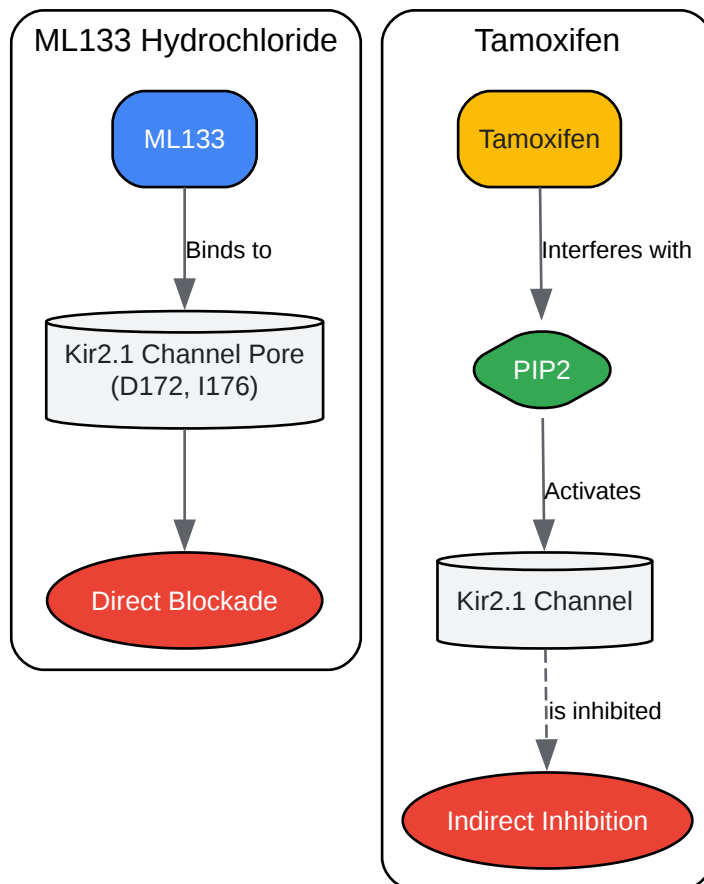 ML133 Hydrochloride
ML133
Binds to
Kir2.1 Channel Pore
(D172, I176)
Direct Blockade
Tamoxifen
Tamoxifen
Interferes with
PIP2
Activates
Kir2.1 Channel
is inhibited
Indirect Inhibition